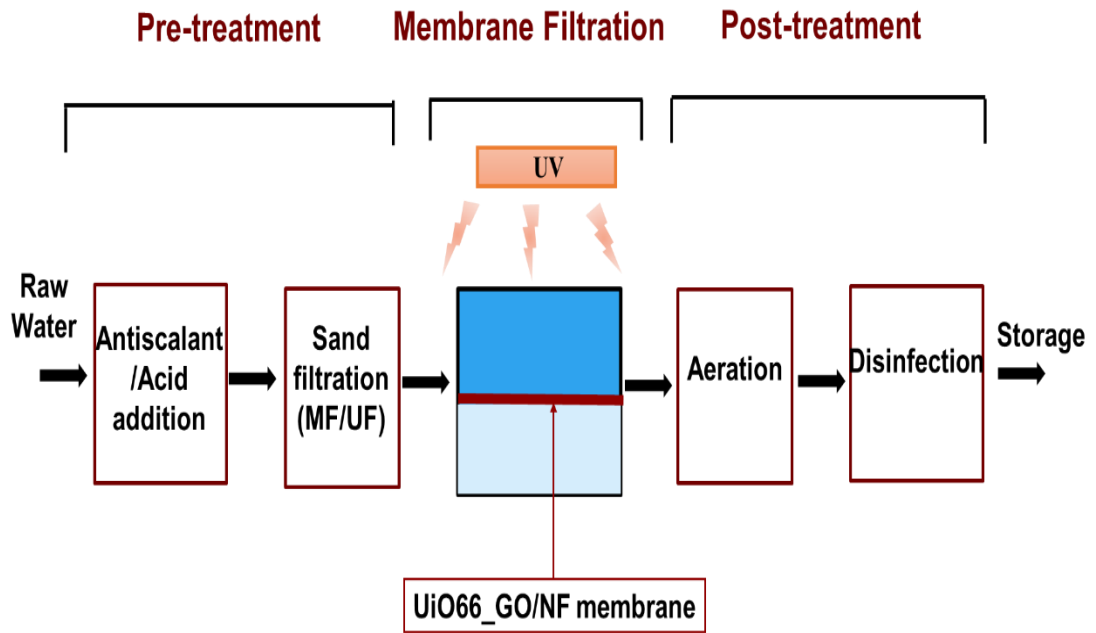 Pre-treatment
Membrane Filtration
Post-treatment
UV
Raw
Water
Antiscalant
/Acid
addition
Sand
filtration
(MF/UF)
Aeration
Disinfection
Storage
UiO66_GO/NF membrane